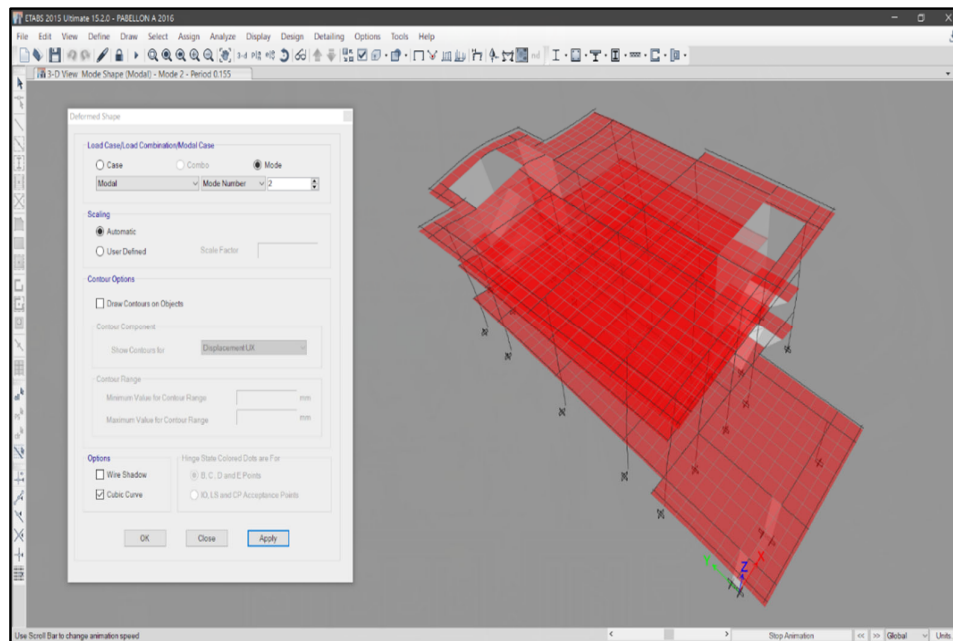 ETABS 2015 Ultimate 15.2.0 - PABELLON A 2016
File Edit View Define Draw Select Assign Analyze Display Design Detailing Options Tools Help
3-D View Mode Shape (Modal) - Mode 2 - Period 0.155
Deformed Shape
Load Case/Load Combination/Modal Case
Case Combo Mode
Modal Mode Number 2
Scaling
Automatic
User Defined Scale Factor
Contour Options
Draw Contours on Objects
Contour Component
Show Contours for Displacement UX
Contour Range
Minimum Value for Contour Range mm
Maximum Value for Contour Range mm
Options Hinge State Colored Dots are For
Wire Shadow B, C, D and E Points
Cubic Curve IO, LS and CP Acceptance Points
OK Close Apply
Y Z X
Use Scroll Bar to change animation speed Stop Animation << >> Global Units